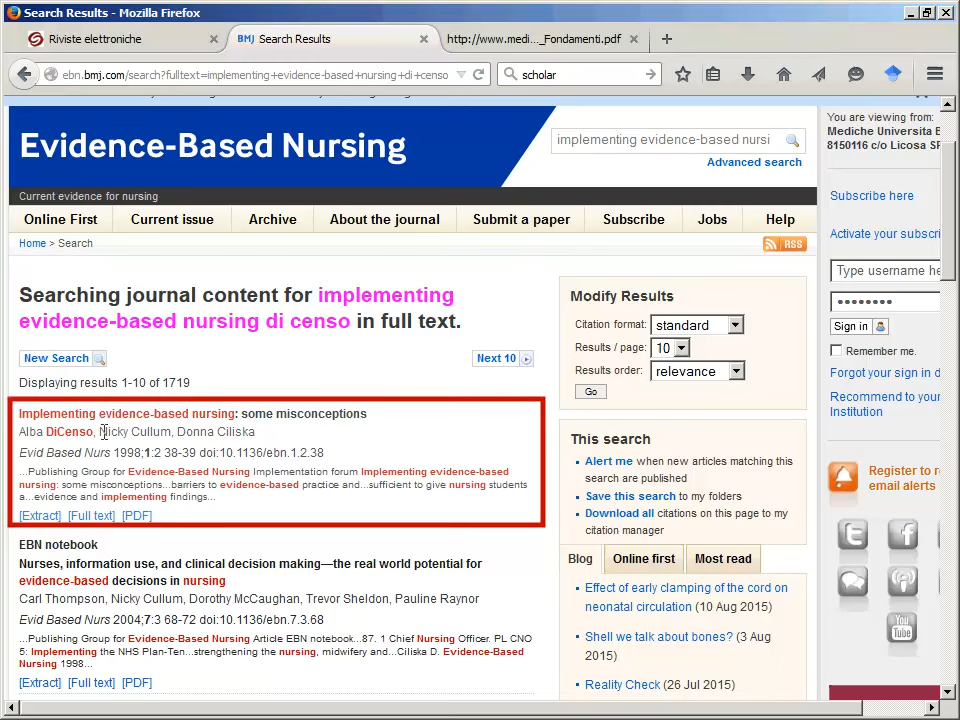 Search Results - Mozilla Firefox
Riviste elettroniche
BMJ Search Results
http://www.medi..._Fondamenti.pdf
ebn.bmj.com/search?fulltext=implementing+evidence-based+nursing+di+censo
scholar
Evidence-Based Nursing
implementing evidence-based nursi
Advanced search
Current evidence for nursing
Online First Current issue Archive About the journal Submit a paper Subscribe Jobs Help
Home > Search
RSS
Searching journal content for implementing
evidence-based nursing di censo in full text.
New Search
Next 10
Displaying results 1-10 of 1719
Implementing evidence-based nursing: some misconceptions
Alba DiCenso, Nicky Cullum, Donna Ciliska
Evid Based Nurs 1998;1:2 38-39 doi:10.1136/ebn.1.2.38
...Publishing Group for Evidence-Based Nursing Implementation forum Implementing evidence-based
nursing: some misconceptions...barriers to evidence-based practice and...sufficient to give nursing students
a...evidence and implementing findings...
[Extract] [Full text] [PDF]
EBN notebook
Nurses, information use, and clinical decision making—the real world potential for
evidence-based decisions in nursing
Carl Thompson, Nicky Cullum, Dorothy McCaughan, Trevor Sheldon, Pauline Raynor
Evid Based Nurs 2004;7:3 68-72 doi:10.1136/ebn.7.3.68
...Publishing Group for Evidence-Based Nursing Article EBN notebook...87. 1 Chief Nursing Officer. PL CNO
5: Implementing the NHS Plan-Ten...strengthening the nursing, midwifery and...Ciliska D. Evidence-Based
Nursing 1998...
[Extract] [Full text] [PDF]
Modify Results
Citation format: standard
Results / page: 10
Results order: relevance
Go
This search
Alert me when new articles matching this
search are published
Save this search to my folders
Download all citations on this page to my
citation manager
Blog Online first Most read
Effect of early clamping of the cord on
neonatal circulation (10 Aug 2015)
Shell we talk about bones? (3 Aug
2015)
Reality Check (26 Jul 2015)
You are viewing from:
Mediche Universita B
8150116 c/o Licosa SP
Subscribe here
Activate your subscri
Type username he
Sign in
Remember me.
Forgot your sign in d
Recommend to your
Institution
Register to re
email alerts
You
Tube